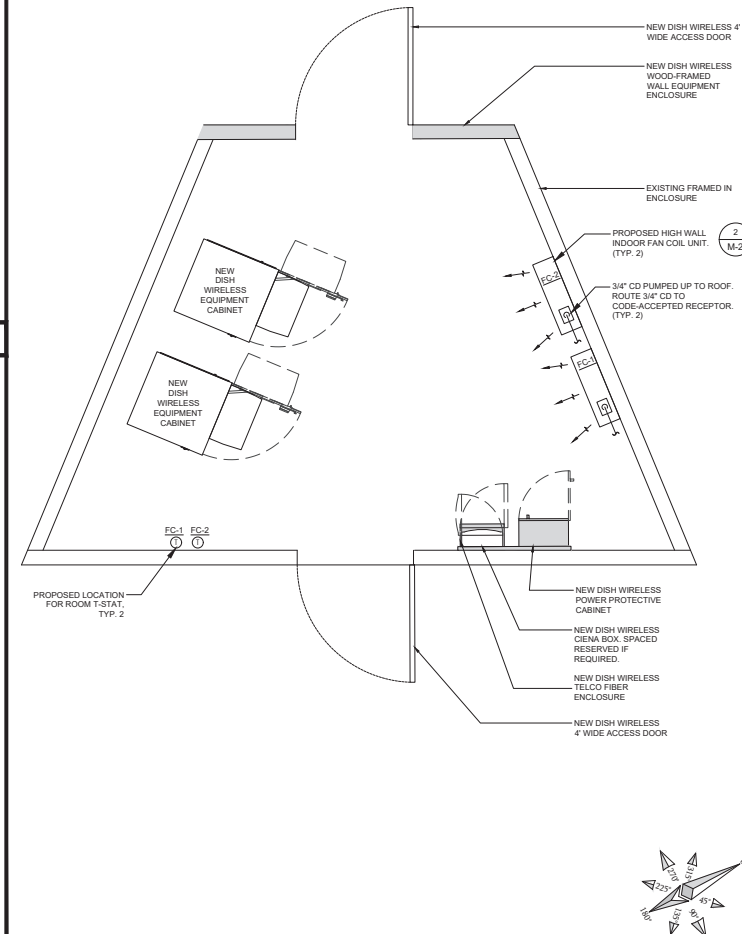 NEW DISH WIRELESS 4'
WIDE ACCESS DOOR
NEW DISH WIRELESS
WOOD-FRAMED
WALL EQUIPMENT
ENCLOSURE
EXISTING FRAMED IN
ENCLOSURE
PROPOSED HIGH WALL
INDOOR FAN COIL UNIT.
(TYP. 2)
2
M-2
FC-2
3/4" CD PUMPED UP TO ROOF.
ROUTE 3/4" CD TO
CODE-ACCEPTED RECEPTOR.
(TYP. 2)
FC-1
NEW
DISH
WIRELESS
EQUIPMENT
CABINET
NEW
DISH
WIRELESS
EQUIPMENT
CABINET
FC-1 FC-2
T T
PROPOSED LOCATION
FOR ROOM T-STAT,
TYP. 2
NEW DISH WIRELESS
POWER PROTECTIVE
CABINET
NEW DISH WIRELESS
CIENA BOX. SPACED
RESERVED IF
REQUIRED.
NEW DISH WIRELESS
TELCO FIBER
ENCLOSURE
NEW DISH WIRELESS
4' WIDE ACCESS DOOR
315°
270°
225°
45°
180°
135°
90°